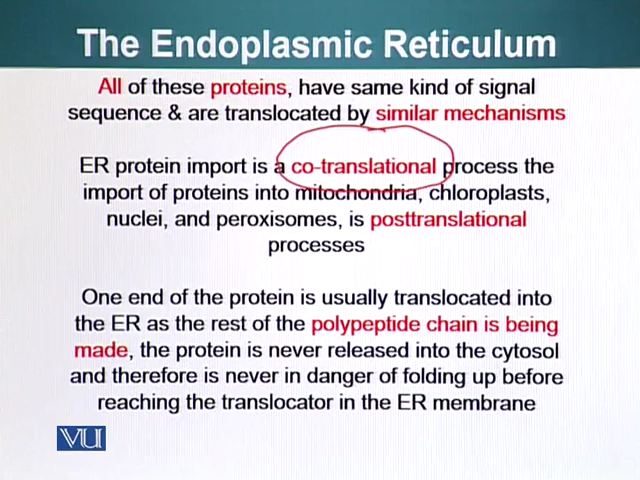 The Endoplasmic Reticulum
All of these proteins, have same kind of signal
sequence & are translocated by similar mechanisms
ER protein import is a co-translational process the
import of proteins into mitochondria, chloroplasts,
nuclei, and peroxisomes, is posttranslational
processes
One end of the protein is usually translocated into
the ER as the rest of the polypeptide chain is being
made, the protein is never released into the cytosol
and therefore is never in danger of folding up before
reaching the translocator in the ER membrane
VU